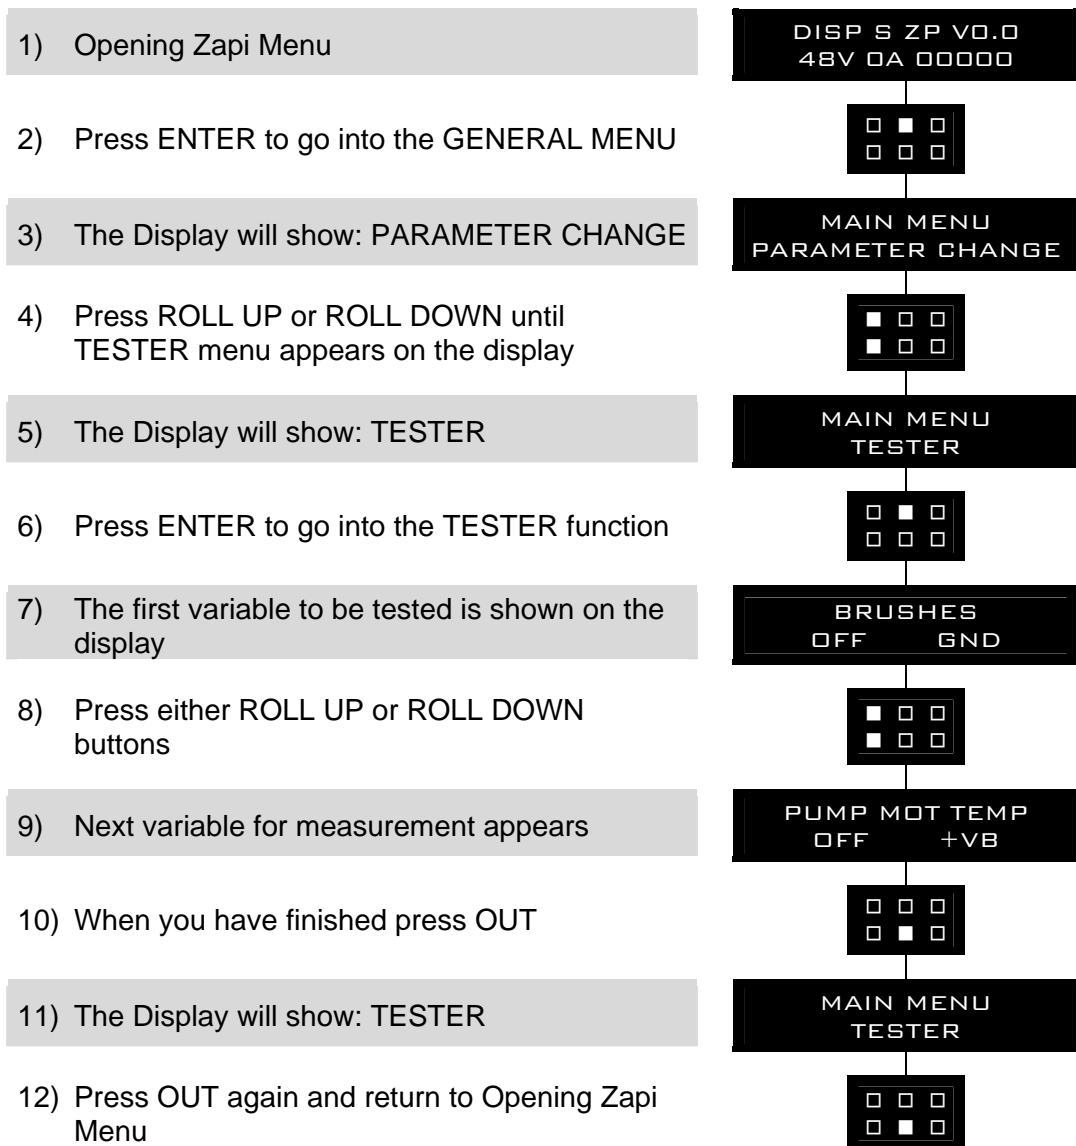 1) Opening Zapi Menu
DISP S ZP V0.0
48V 0A 00000
2) Press ENTER to go into the GENERAL MENU
3) The Display will show: PARAMETER CHANGE
MAIN MENU
PARAMETER CHANGE
4) Press ROLL UP or ROLL DOWN until
TESTER menu appears on the display
5) The Display will show: TESTER
MAIN MENU
TESTER
6) Press ENTER to go into the TESTER function
7) The first variable to be tested is shown on the
display
BRUSHES
OFF GND
8) Press either ROLL UP or ROLL DOWN
buttons
9) Next variable for measurement appears
PUMP MOT TEMP
OFF +VB
10) When you have finished press OUT
11) The Display will show: TESTER
MAIN MENU
TESTER
12) Press OUT again and return to Opening Zapi
Menu